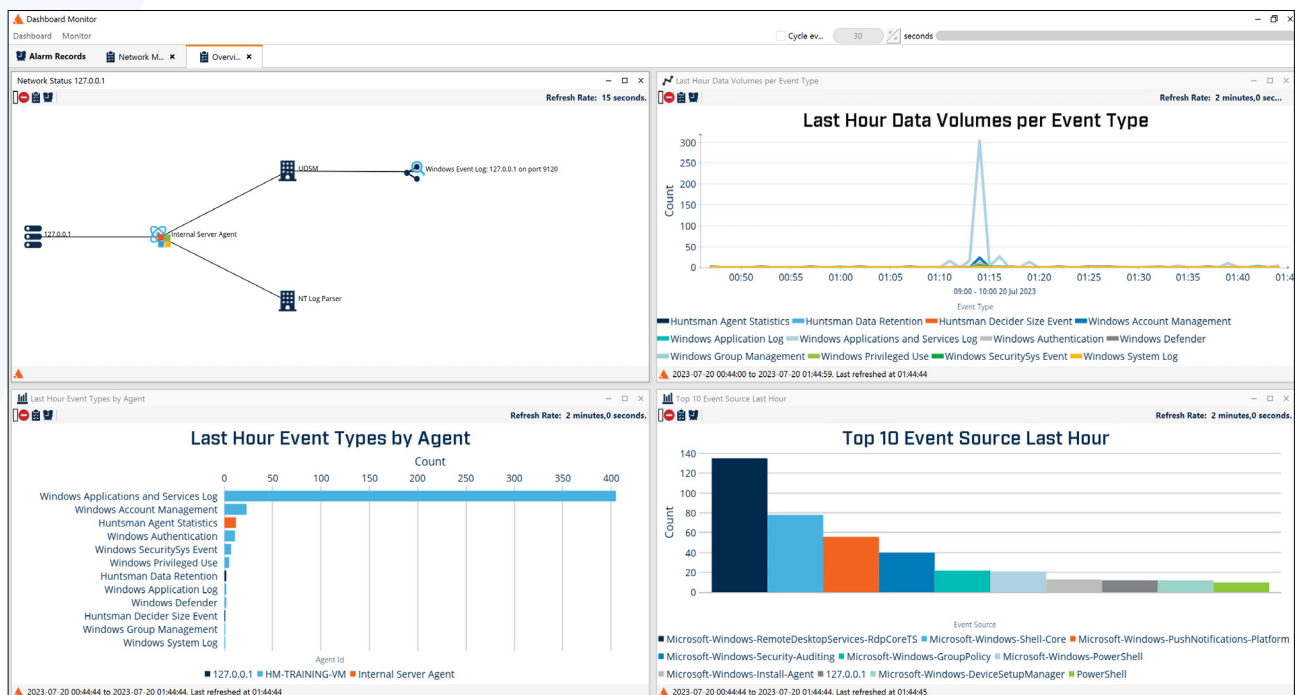 Dashboard Monitor
Dashboard Monitor
Cycle ev... 30 seconds
Alarm Records Network M... Overvi...
Network Status 127.0.0.1
Refresh Rate: 15 seconds.
UDSM
Windows Event Log: 127.0.0.1 on port 9120
127.0.0.1
Internal Server Agent
NT Log Parser
Last Hour Data Volumes per Event Type
Refresh Rate: 2 minutes,0 sec...
Last Hour Data Volumes per Event Type
Count
300
250
200
150
100
50
0
00:50 00:55 01:00 01:05 01:10 01:15 01:20 01:25 01:30 01:35 01:40 01:4
09:00 - 10:00 20 Jul 2023
Event Type
Huntsman Agent Statistics Huntsman Data Retention Huntsman Decider Size Event Windows Account Management
Windows Application Log Windows Applications and Services Log Windows Authentication Windows Defender
Windows Group Management Windows Privileged Use Windows SecuritySys Event Windows System Log
2023-07-20 00:44:00 to 2023-07-20 01:44:59. Last refreshed at 01:44:44
Last Hour Event Types by Agent
Refresh Rate: 2 minutes,0 seconds.
Last Hour Event Types by Agent
Count
0 50 100 150 200 250 300 350 400
Windows Applications and Services Log
Windows Account Management
Huntsman Agent Statistics
Windows Authentication
Windows SecuritySys Event
Windows Privileged Use
Huntsman Data Retention
Windows Application Log
Windows Defender
Huntsman Decider Size Event
Windows Group Management
Windows System Log
Agent Id
127.0.0.1 HM-TRAINING-VM Internal Server Agent
2023-07-20 00:44:44 to 2023-07-20 01:44:44. Last refreshed at 01:44:44
Top 10 Event Source Last Hour
Refresh Rate: 2 minutes,0 seconds.
Top 10 Event Source Last Hour
Count
140
120
100
80
60
40
20
0
Event Source
Microsoft-Windows-RemoteDesktopServices-RdpCoreTS Microsoft-Windows-Shell-Core Microsoft-Windows-PushNotifications-Platform
Microsoft-Windows-Security-Auditing Microsoft-Windows-GroupPolicy Microsoft-Windows-PowerShell
Microsoft-Windows-Install-Agent 127.0.0.1 Microsoft-Windows-DeviceSetupManager PowerShell
2023-07-20 00:44:44 to 2023-07-20 01:44:44. Last refreshed at 01:44:45